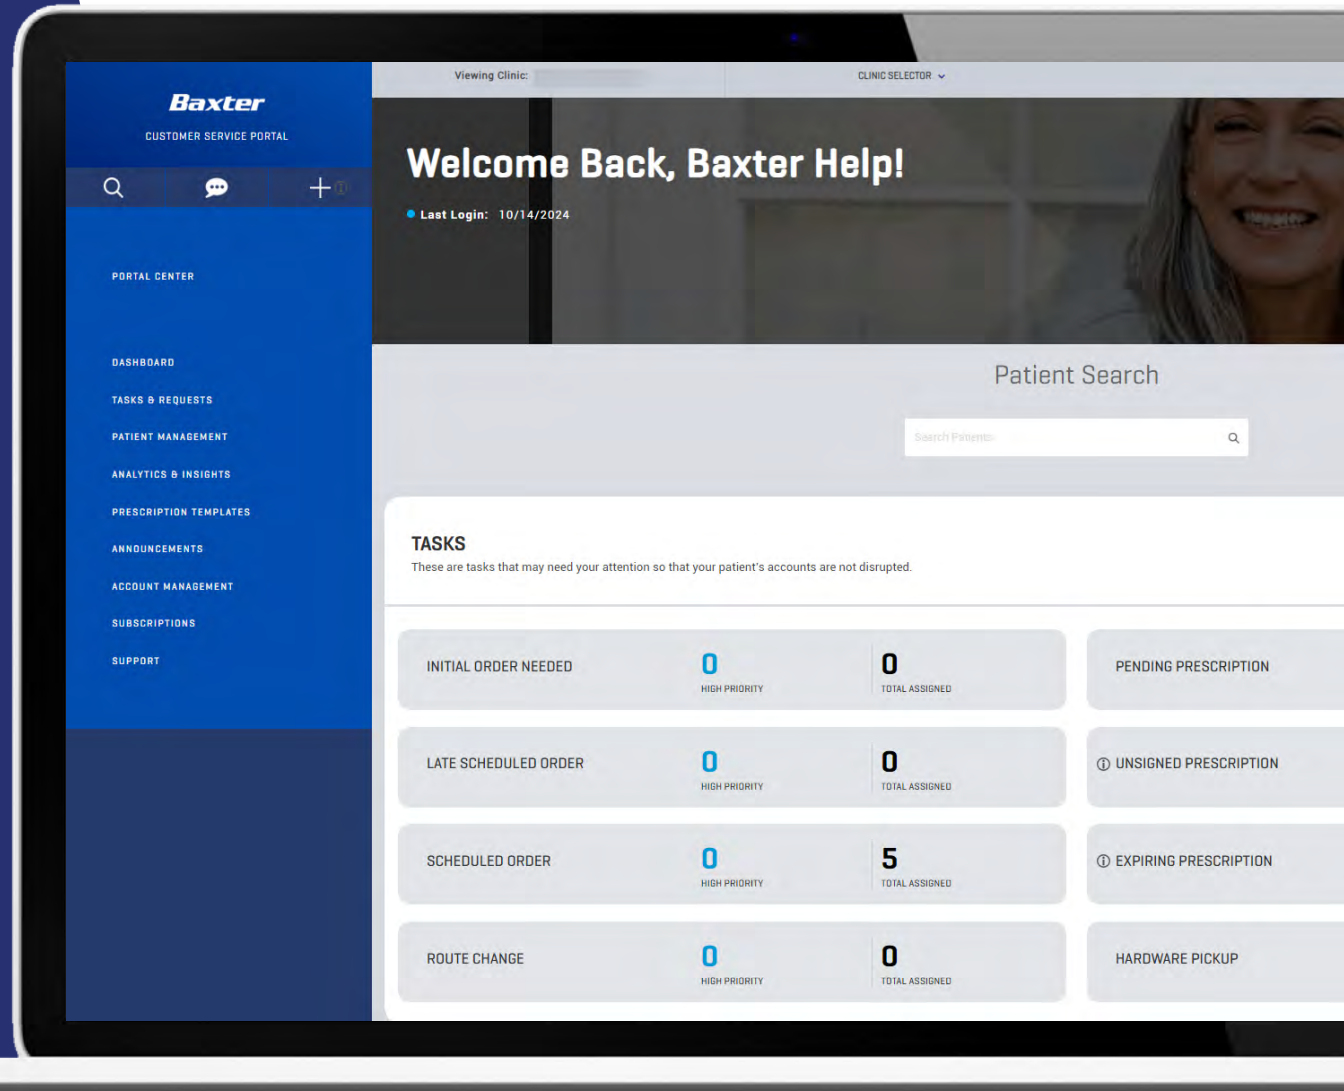 Baxter
CUSTOMER SERVICE PORTAL
PORTAL CENTER
DASHBOARD
TASKS & REQUESTS
PATIENT MANAGEMENT
ANALYTICS & INSIGHTS
PRESCRIPTION TEMPLATES
ANNOUNCEMENTS
ACCOUNT MANAGEMENT
SUBSCRIPTIONS
SUPPORT
Viewing Clinic:
CLINIC SELECTOR
Welcome Back, Baxter Help!
Last Login: 10/14/2024
Patient Search
Search Patients
TASKS
These are tasks that may need your attention so that your patient's accounts are not disrupted.
INITIAL ORDER NEEDED
0
HIGH PRIORITY
0
TOTAL ASSIGNED
PENDING PRESCRIPTION
LATE SCHEDULED ORDER
0
HIGH PRIORITY
0
TOTAL ASSIGNED
UNSIGNED PRESCRIPTION
SCHEDULED ORDER
0
HIGH PRIORITY
5
TOTAL ASSIGNED
EXPIRING PRESCRIPTION
ROUTE CHANGE
0
HIGH PRIORITY
0
TOTAL ASSIGNED
HARDWARE PICKUP